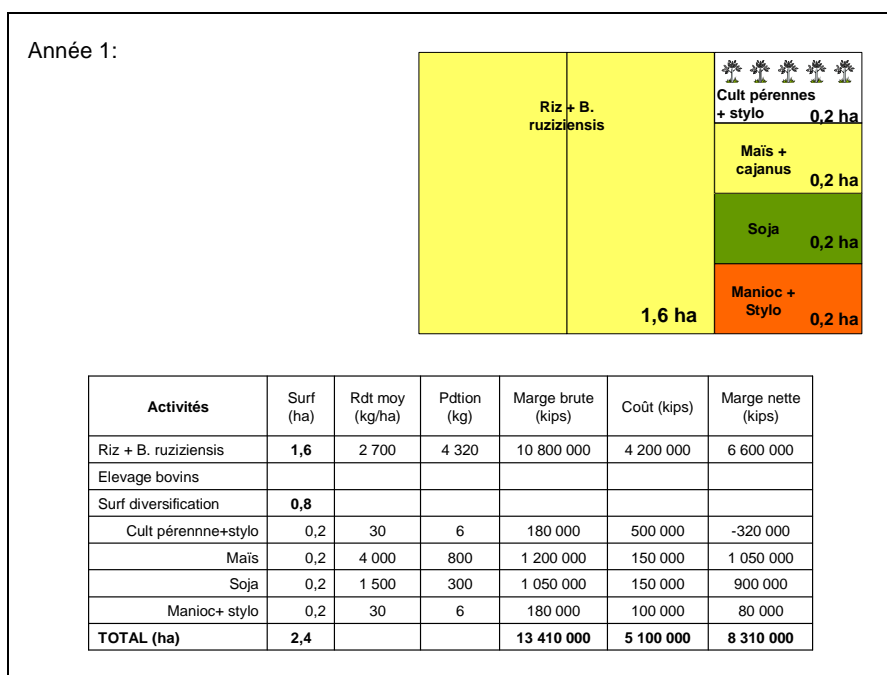 Année 1:
Riz + B.
ruziziensis
1,6 ha
Cult pérennes
+ stylo 0,2 ha
Maïs +
cajanus
0,2 ha
Soja
0,2 ha
Manioc +
Stylo
0,2 ha
Activités Surf (ha) Rdt moy (kg/ha) Pdtion (kg) Marge brute (kips) Coût (kips) Marge nette (kips)
Riz + B. ruziziensis 1,6 2 700 4 320 10 800 000 4 200 000 6 600 000
Elevage bovins
Surf diversification 0,8
Cult pérennne+stylo 0,2 30 6 180 000 500 000 -320 000
Maïs 0,2 4 000 800 1 200 000 150 000 1 050 000
Soja 0,2 1 500 300 1 050 000 150 000 900 000
Manioc+ stylo 0,2 30 6 180 000 100 000 80 000
TOTAL (ha) 2,4 13 410 000 5 100 000 8 310 000